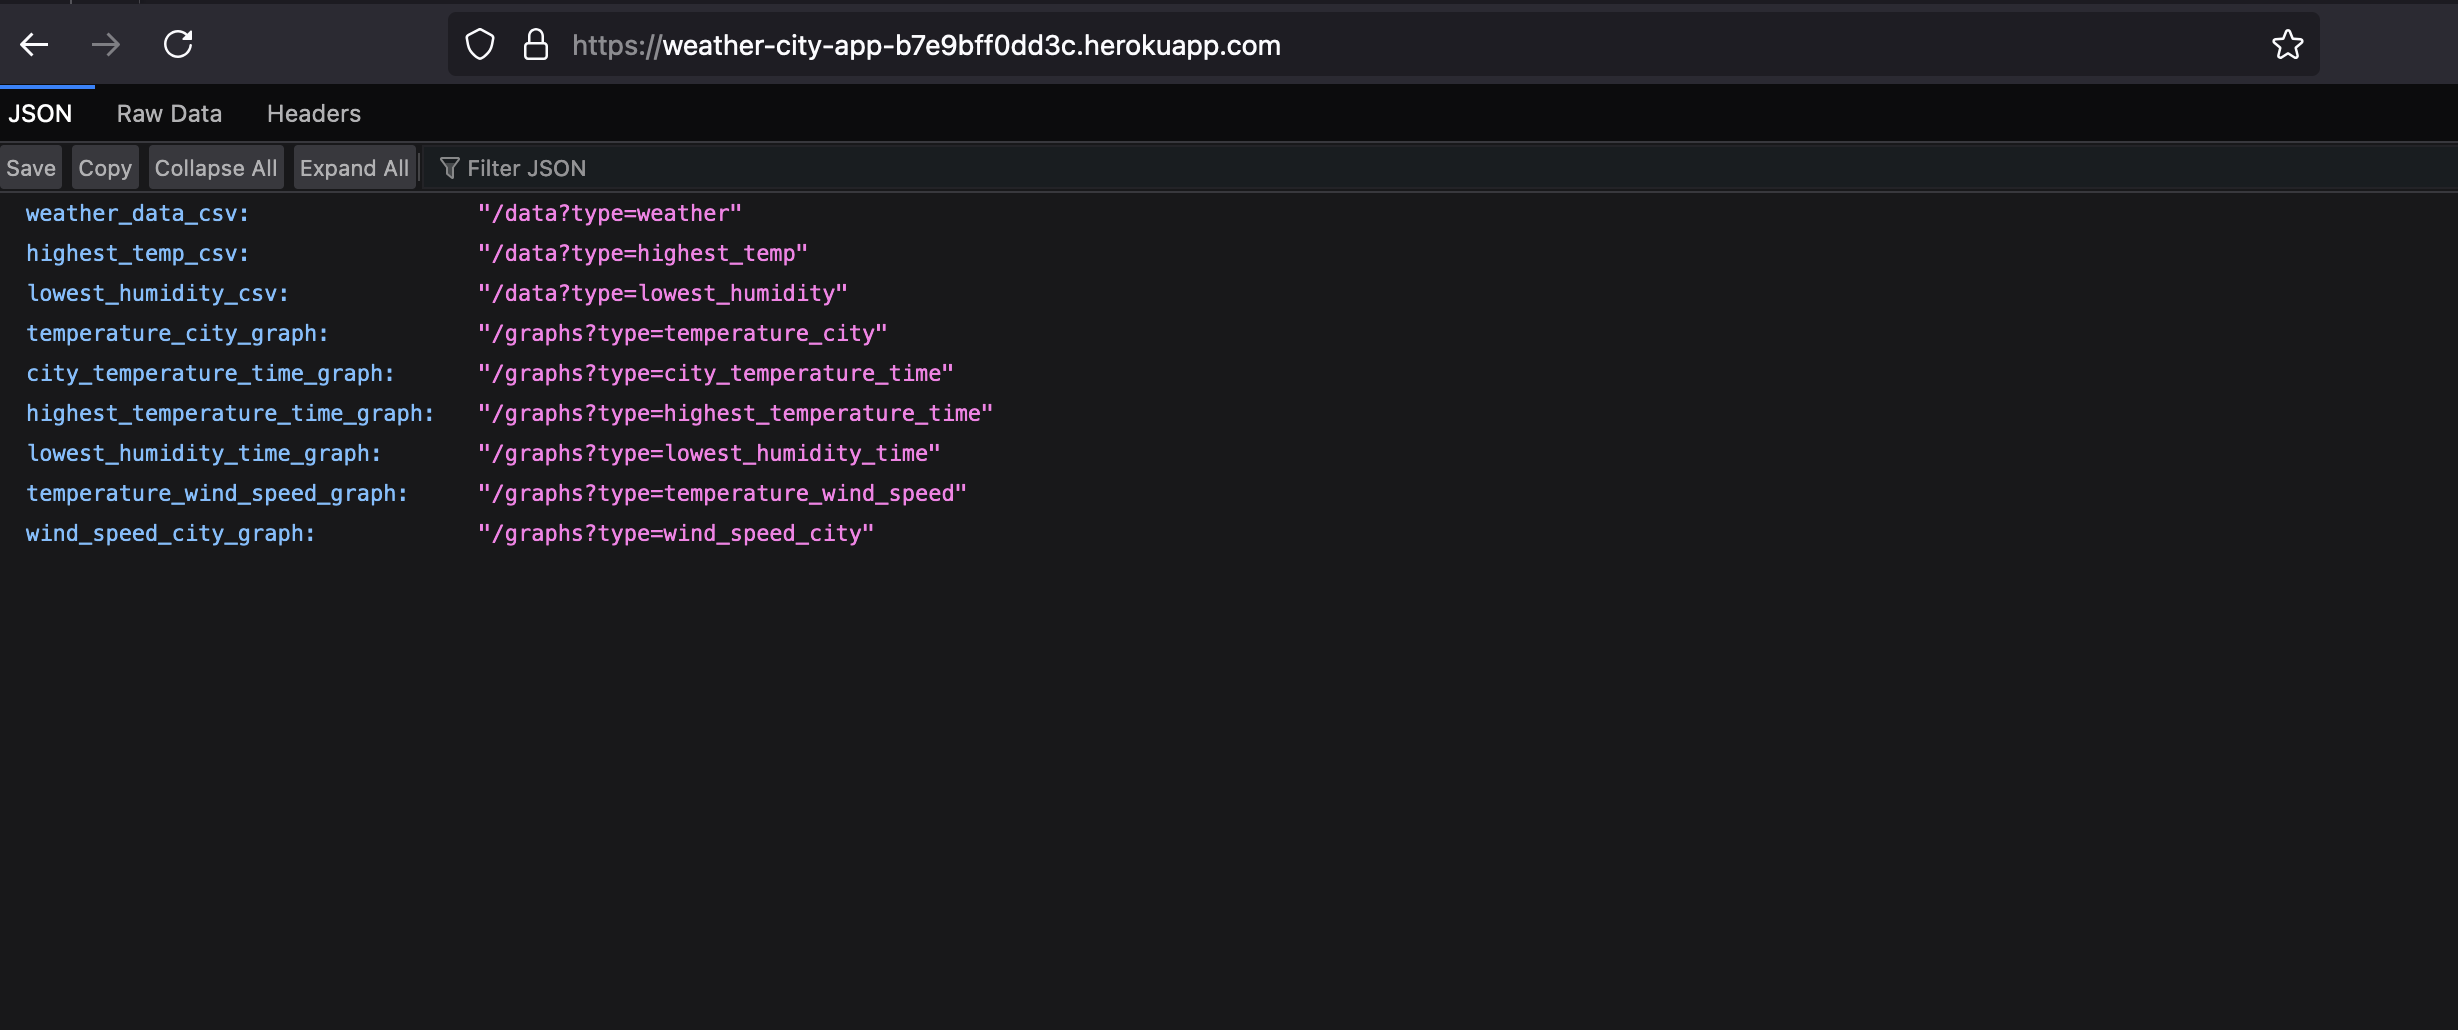 https://weather-city-app-b7e9bff0dd3c.herokuapp.com
JSON Raw Data Headers
Save Copy Collapse All Expand All Filter JSON
weather_data_csv: "/data?type=weather"
highest_temp_csv: "/data?type=highest_temp"
lowest_humidity_csv: "/data?type=lowest_humidity"
temperature_city_graph: "/graphs?type=temperature_city"
city_temperature_time_graph: "/graphs?type=city_temperature_time"
highest_temperature_time_graph: "/graphs?type=highest_temperature_time"
lowest_humidity_time_graph: "/graphs?type=lowest_humidity_time"
temperature_wind_speed_graph: "/graphs?type=temperature_wind_speed"
wind_speed_city_graph: "/graphs?type=wind_speed_city"